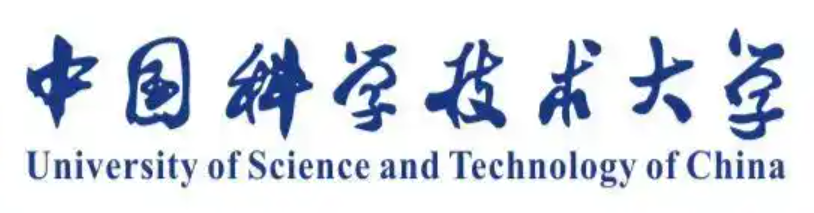 中国科学技术大学
University of Science and Technology of China